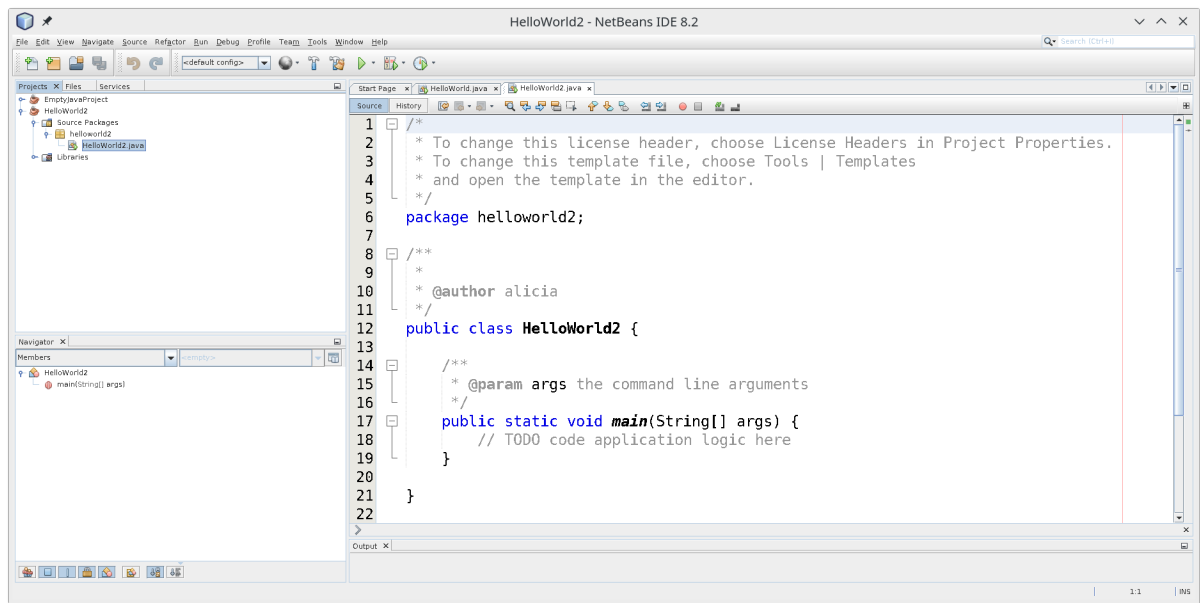 HelloWorld2 - NetBeans IDE 8.2
File Edit View Navigate Source Refactor Run Debug Profile Team Tools Window Help
Search (Ctrl+I)
<default config>
Projects Files Services
EmptyJavaProject
HelloWorld2
Source Packages
helloworld2
HelloWorld2.java
Libraries
Navigator
Members <empty>
HelloWorld2
main(String[] args)
Start Page HelloWorld.java HelloWorld2.java
Source History
1 /*
2  * To change this license header, choose License Headers in Project Properties.
3  * To change this template file, choose Tools | Templates
4  * and open the template in the editor.
5  */
6 package helloworld2;
7
8 /**
9  *
10  * @author alicia
11  */
12 public class HelloWorld2 {
13
14     /**
15      * @param args the command line arguments
16      */
17     public static void main(String[] args) {
18         // TODO code application logic here
19     }
20
21 }
22
Output
1:1 INS